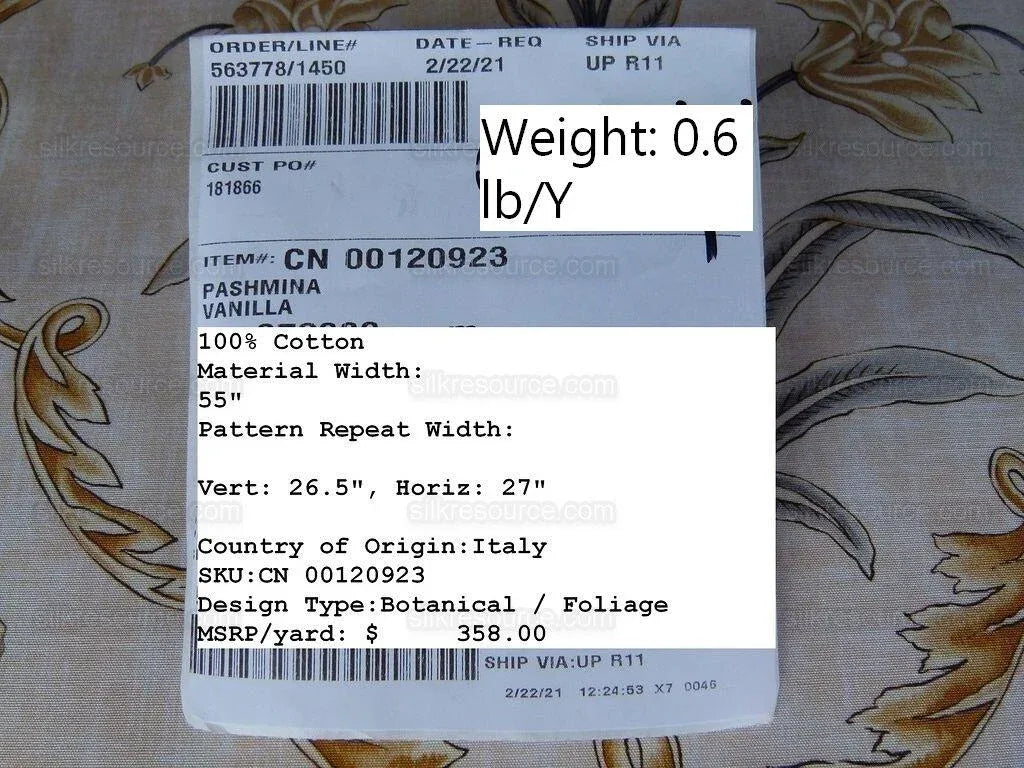 ORDER/LINE# DATE-REQ SHIP VIA
563778/1450 2/22/21 UP R11
Weight: 0.6
lb/Y
CUST PO#
181866
ITEM#: CN 00120923
PASHMINA
VANILLA
100% Cotton
Material Width:
55"
Pattern Repeat Width:
Vert: 26.5", Horiz: 27"
Country of Origin:Italy
SKU:CN 00120923
Design Type:Botanical / Foliage
MSRP/yard: $ 358.00
SHIP VIA:UP R11
2/22/21 12:24:53 X7 0046
silkresource.com